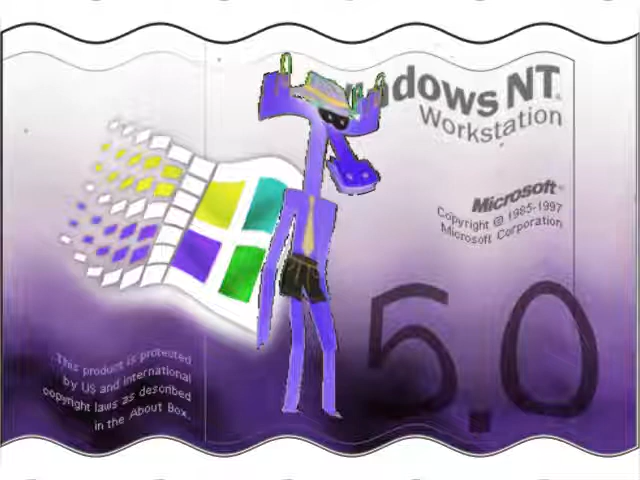 dows NT
Workstation
Microsoft
Copyright © 1985-1997
Microsoft Corporation
5.0
This product is protected
by US and international
copyright laws as described
in the About Box.